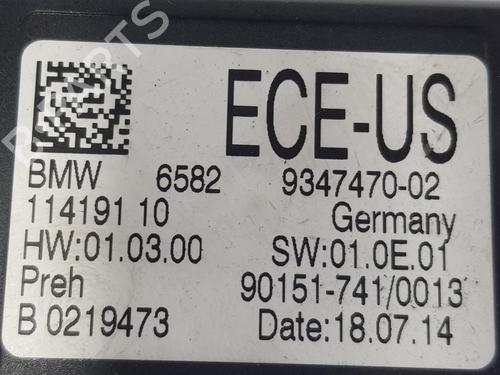 ECE-US
BMW 6582 9347470-02
114191 10 Germany
HW:01.03.00 SW:01.0E.01
Preh 90151-741/0013
B 0219473 Date:18.07.14